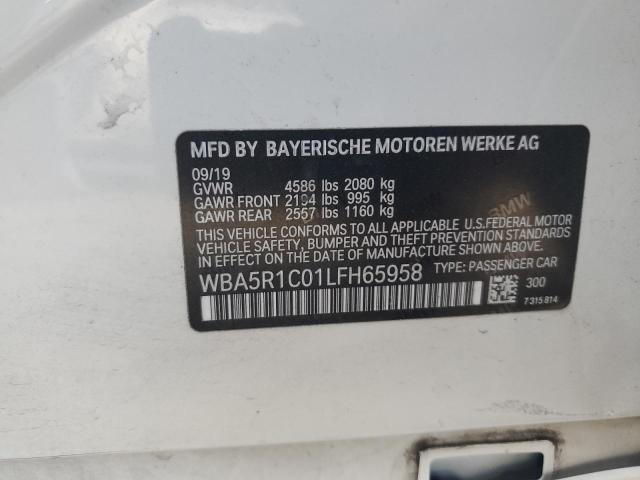 MFD BY BAYERISCHE MOTOREN WERKE AG
09/19
GVWR 4586 lbs 2080 kg
GAWR FRONT 2194 lbs 995 kg
GAWR REAR 2557 lbs 1160 kg
THIS VEHICLE CONFORMS TO ALL APPLICABLE U.S. FEDERAL MOTOR
VEHICLE SAFETY, BUMPER AND THEFT PREVENTION STANDARDS IN
EFFECT ON THE DATE OF MANUFACTURE SHOWN ABOVE.
WBA5R1C01LFH65958 TYPE: PASSENGER CAR
300
7 315 814
BMW